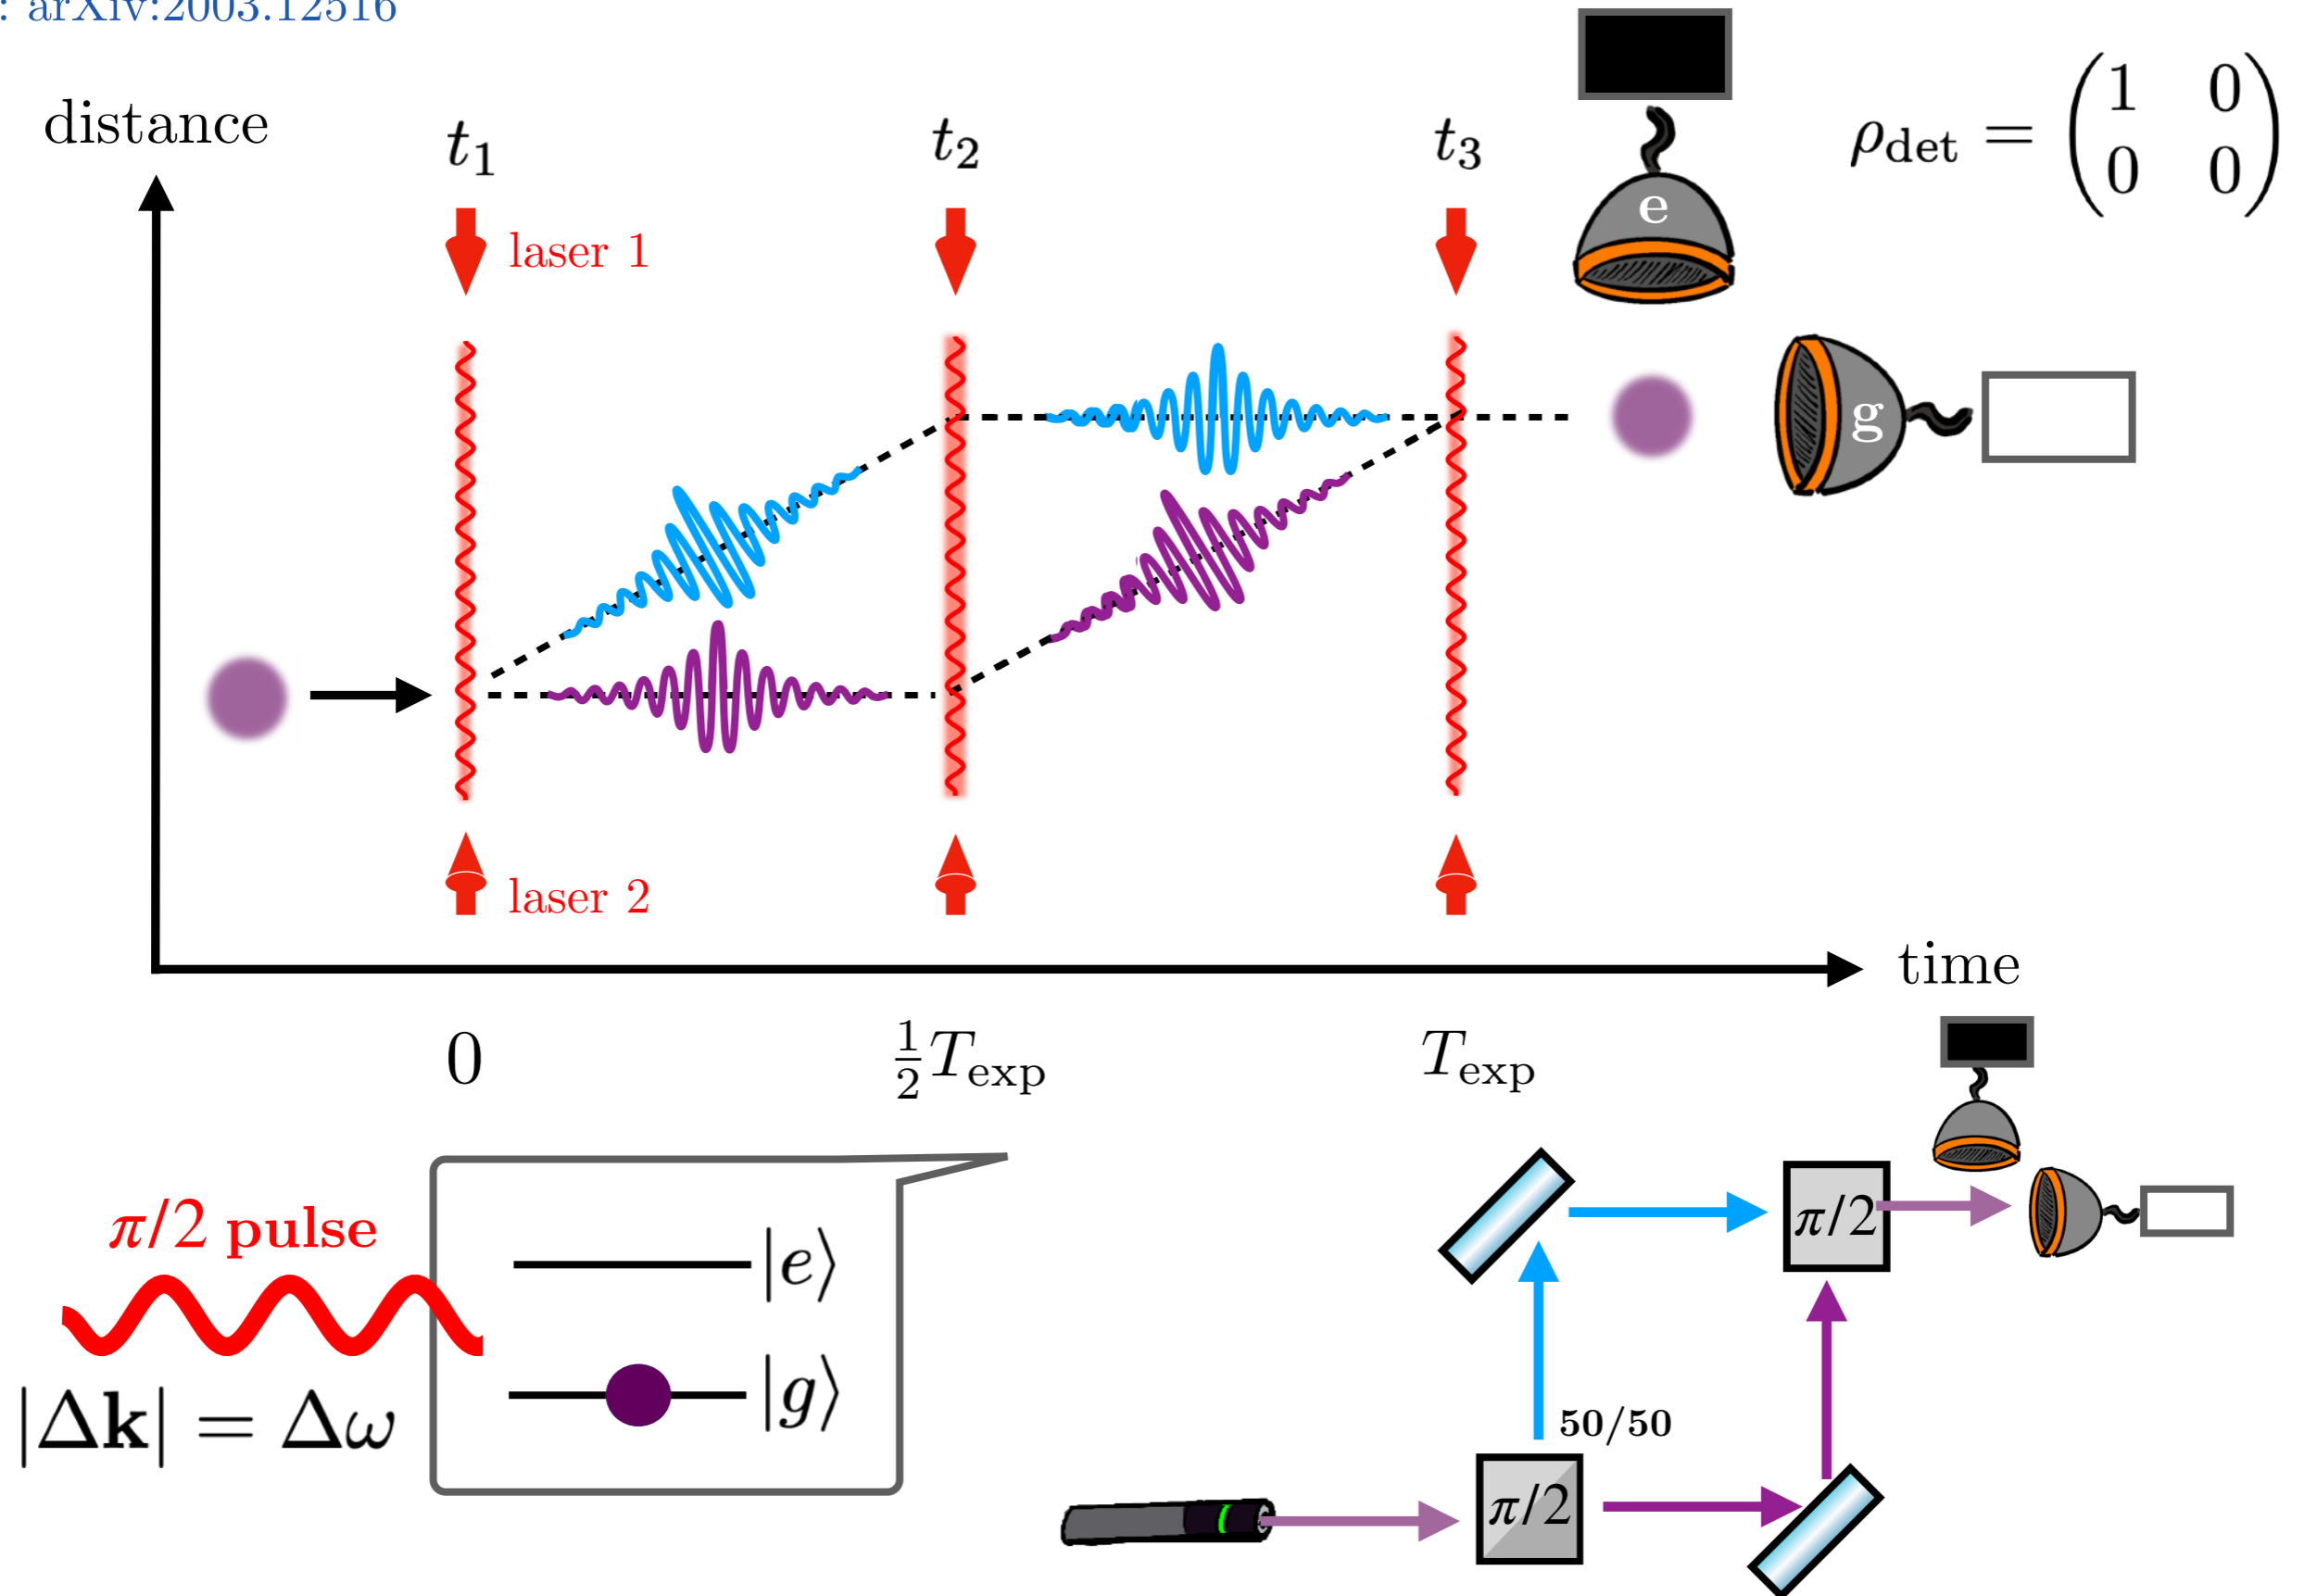 : arXiv:2003.12516
distance
t₁
t₂
t₃
e
ρ_det = (1 0
0 0)
laser 1
g
laser 2
time
0
½T_exp
T_exp
π/2 pulse
|e⟩
|g⟩
|Δk| = Δω
π/2
50/50
π/2